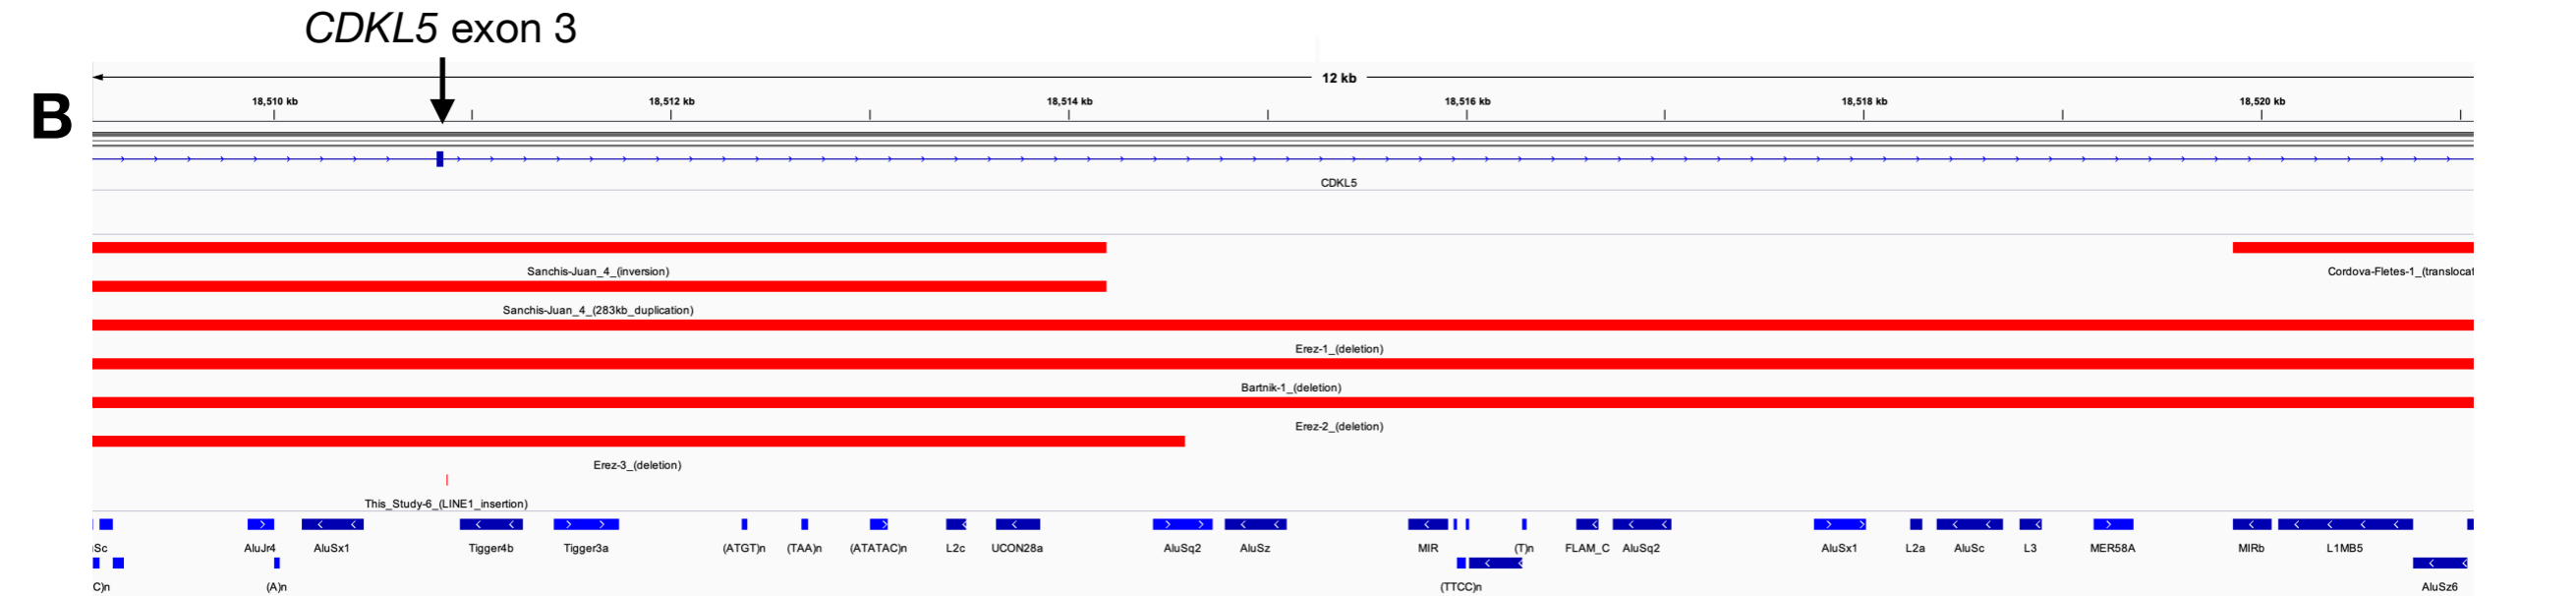 CDKL5 exon 3
B
12 kb
18,510 kb 18,512 kb 18,514 kb 18,516 kb 18,518 kb 18,520 kb
CDKL5
Sanchis-Juan_4_(inversion) Cordova-Fletes-1_(translocat
Sanchis-Juan_4_(283kb_duplication)
Erez-1_(deletion)
Bartnik-1_(deletion)
Erez-2_(deletion)
Erez-3_(deletion)
This_Study-6_(LINE1_insertion)
Sc AluJr4 AluSx1 Tigger4b Tigger3a (ATGT)n (TAA)n (ATATAC)n L2c UCON28a AluSq2 AluSz MIR (T)n FLAM_C AluSq2 AluSx1 L2a AluSc L3 MER58A MIRb L1MB5
C)n (A)n (TTCC)n AluSz6